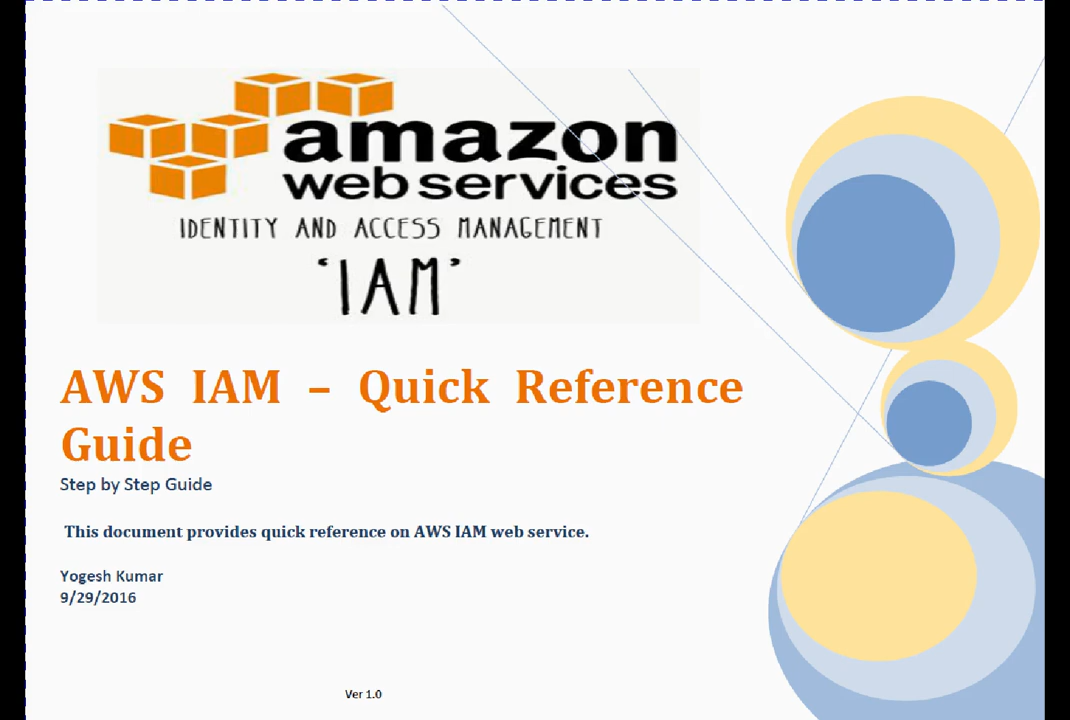 amazon
web services
IDENTITY AND ACCESS MANAGEMENT
'IAM'
AWS IAM – Quick Reference
Guide
Step by Step Guide
This document provides quick reference on AWS IAM web service.
Yogesh Kumar
9/29/2016
Ver 1.0